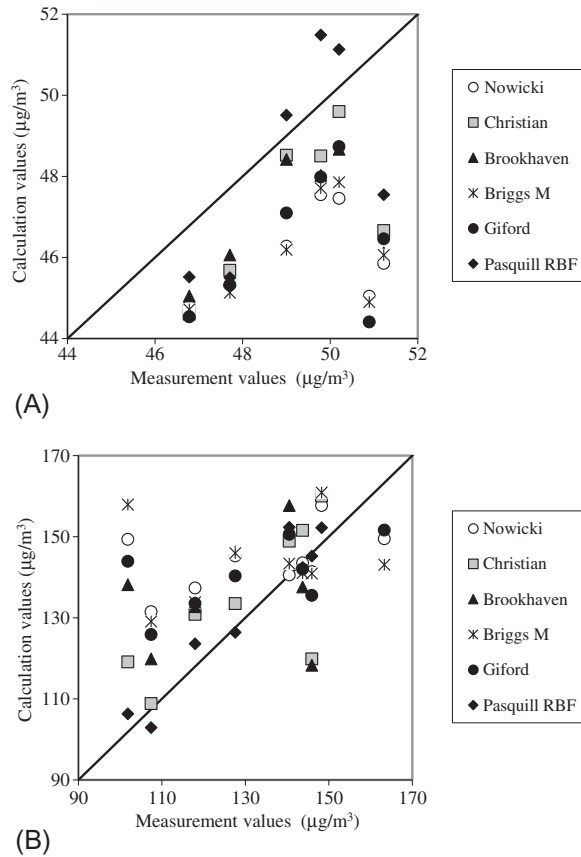 52
50
48
46
44
Calculation values (µg/m³)
44 46 48 50 52
Measurement values (µg/m³)
Nowicki
Christian
Brookhaven
Briggs M
Giford
Pasquill RBF
(A)
170
150
130
110
90
Calculation values (µg/m³)
90 110 130 150 170
Measurement values (µg/m³)
Nowicki
Christian
Brookhaven
Briggs M
Giford
Pasquill RBF
(B)